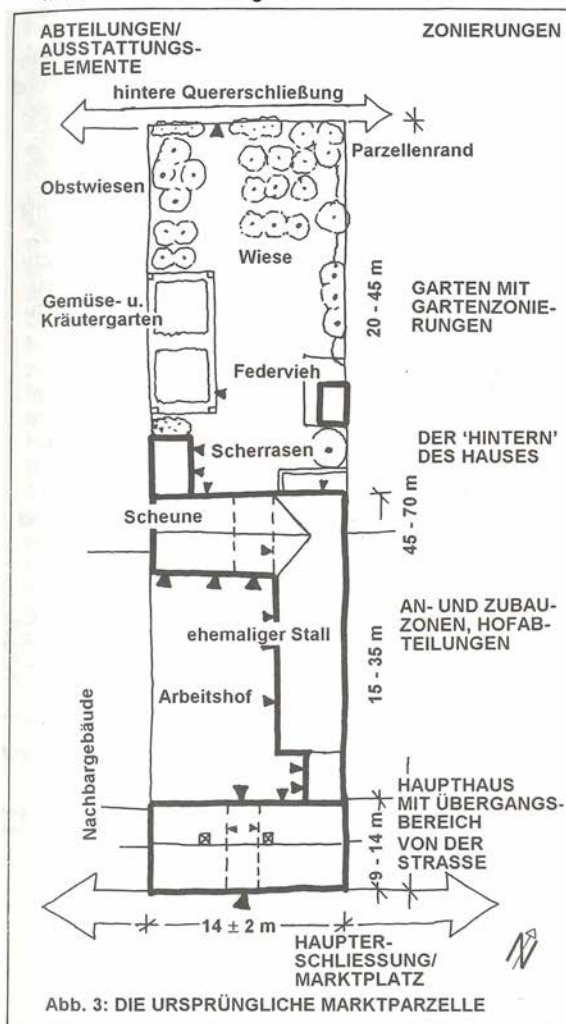 ABTEILUNGEN/
AUSSTATTUNGS-
ELEMENTE
ZONIERUNGEN
hintere Quererschließung
Parzellenrand
Obstwiesen
Wiese
Gemüse- u.
Kräutergarten
20 - 45 m
GARTEN MIT
GARTENZONIE-
RUNGEN
Federvieh
Scherrasen
DER 'HINTERN'
DES HAUSES
Scheune
45 - 70 m
ehemaliger Stall
AN- UND ZUBAU-
ZONEN, HOFAB-
TEILUNGEN
15 - 35 m
Arbeitshof
Nachbargebäude
HAUPTHAUS
MIT ÜBERGANGS-
BEREICH
VON DER
STRASSE
9 - 14 m
14 ± 2 m
HAUPTER-
SCHLIESSUNG/
MARKTPLATZ
N
Abb. 3: DIE URSPRÜNGLICHE MARKTPARZELLE